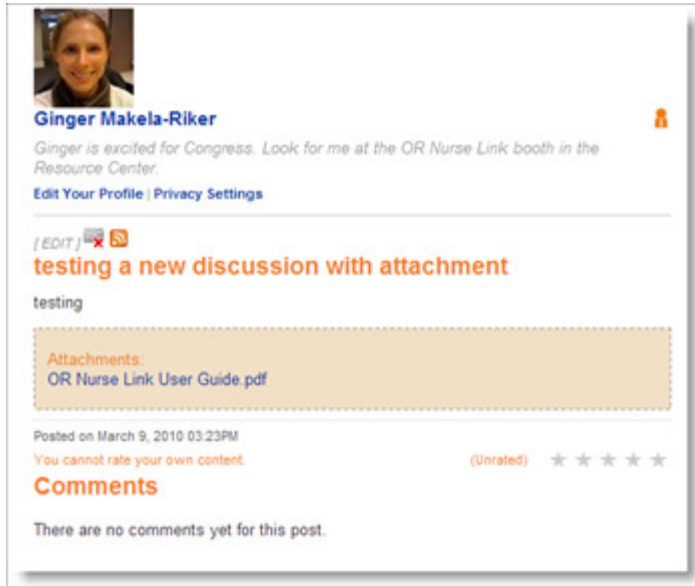 Ginger Makela-Riker
Ginger is excited for Congress. Look for me at the OR Nurse Link booth in the
Resource Center.
Edit Your Profile | Privacy Settings
[ EDIT ]
testing a new discussion with attachment
testing
Attachments:
OR Nurse Link User Guide.pdf
Posted on March 9, 2010 03:23PM
You cannot rate your own content. (Unrated)
Comments
There are no comments yet for this post.